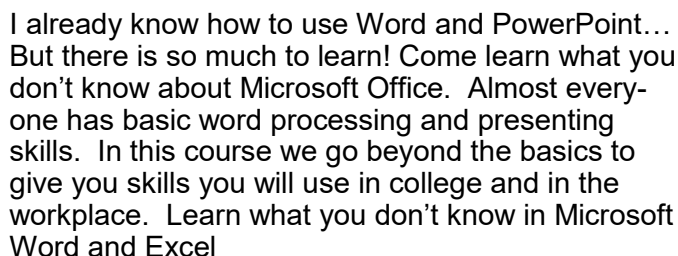 I already know how to use Word and PowerPoint…
But there is so much to learn! Come learn what you
don’t know about Microsoft Office.  Almost every-
one has basic word processing and presenting
skills.  In this course we go beyond the basics to
give you skills you will use in college and in the
workplace.  Learn what you don’t know in Microsoft
Word and Excel